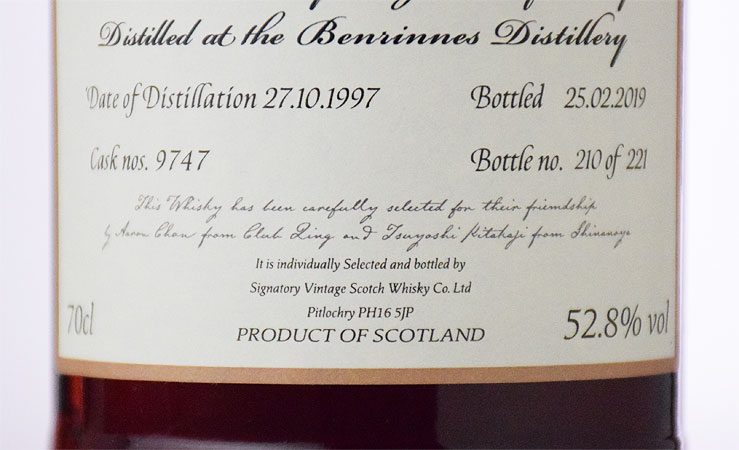 Distilled at the Benrinnes Distillery
Date of Distillation 27.10.1997 Bottled 25.02.2019
Cask nos. 9747 Bottle no. 210 of 221
This Whisky has been carefully selected for their friendship
by Aaron Chan from Club Qing and Tsuyoshi Kitahaji from Shinanoya
It is individually Selected and bottled by
Signatory Vintage Scotch Whisky Co. Ltd
Pitlochry PH16 5JP
70cl PRODUCT OF SCOTLAND 52.8% vol